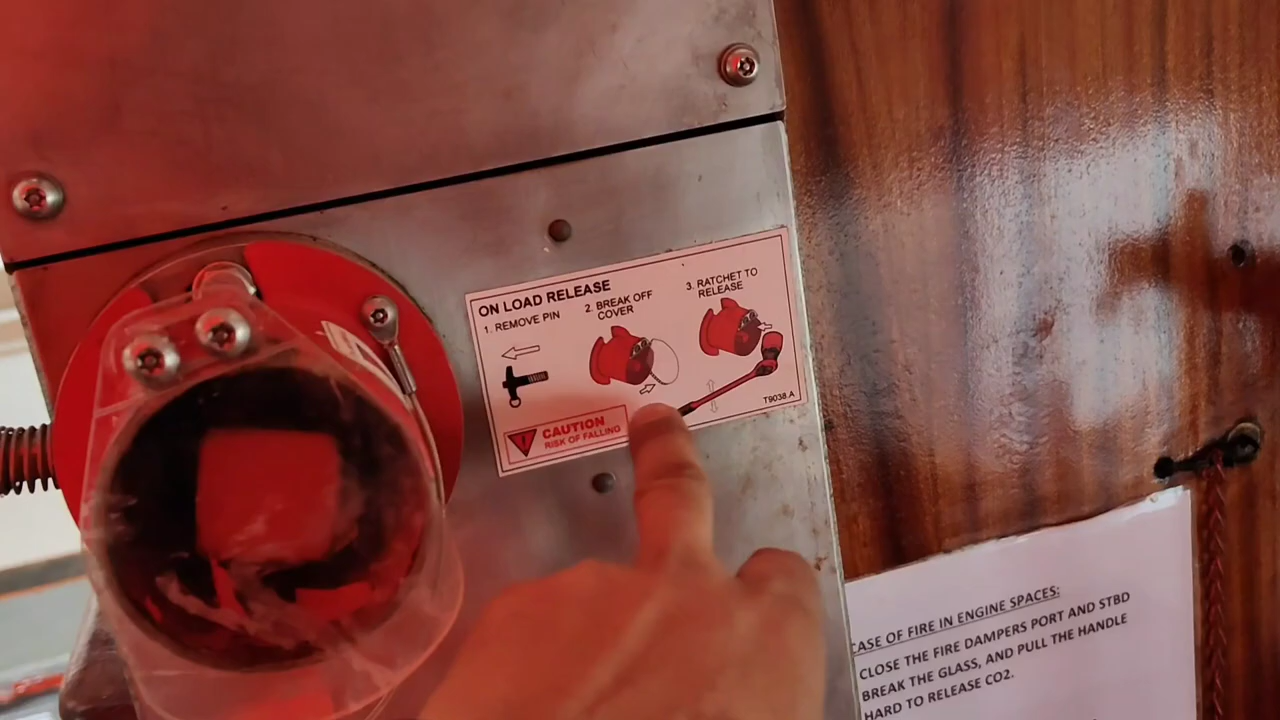 ON LOAD RELEASE
1. REMOVE PIN
2. BREAK OFF
COVER
3. RATCHET TO
RELEASE
CAUTION
RISK OF FALLING
T9038.A
CASE OF FIRE IN ENGINE SPACES:
CLOSE THE FIRE DAMPERS PORT AND STBD
BREAK THE GLASS, AND PULL THE HANDLE
HARD TO RELEASE CO2.